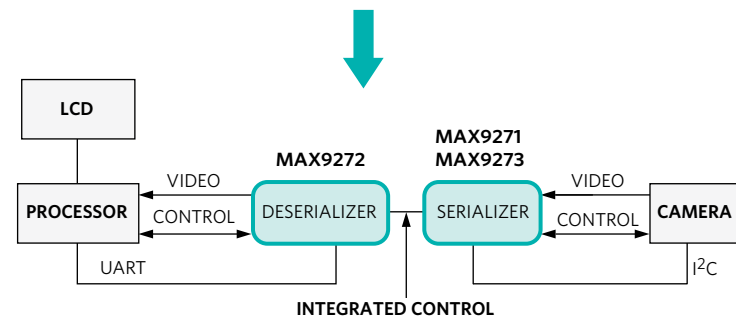 LCD
MAX9271
MAX9273
MAX9272
VIDEO
VIDEO
PROCESSOR
DESERIALIZER
SERIALIZER
CAMERA
CONTROL
CONTROL
UART
I²C
INTEGRATED CONTROL